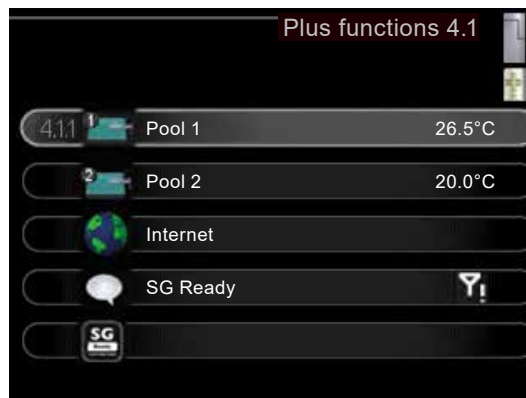 Plus functions 4.1
4.1.1 1 Pool 1 26.5°C
2 Pool 2 20.0°C
Internet
SG Ready !
SG